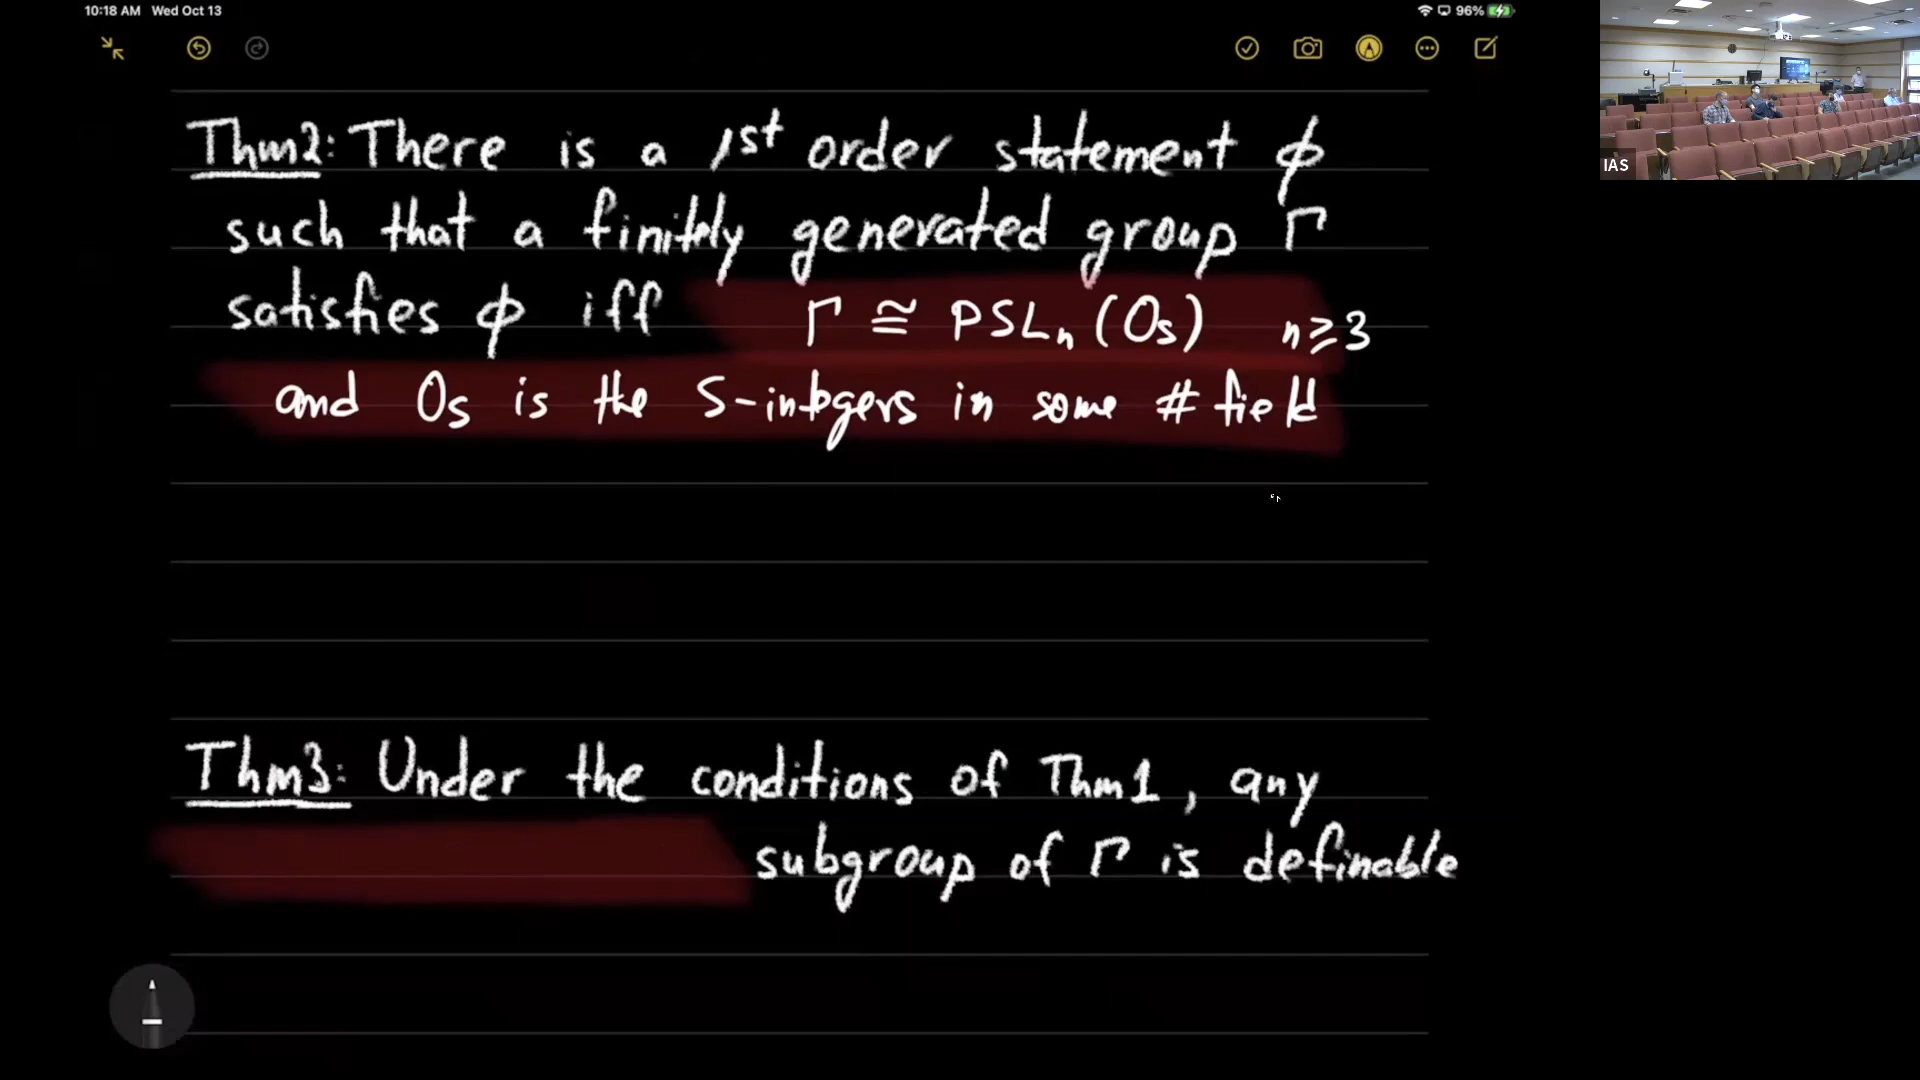 10:18 AM Wed Oct 13
96%
IAS
Thm2: There is a 1st order statement ϕ
such that a finitely generated group Γ
satisfies ϕ iff Γ ≅ PSLₙ(Os) n≥3
and Os is the S-integers in some # field
Thm3: Under the conditions of Thm1, any
subgroup of Γ is definable